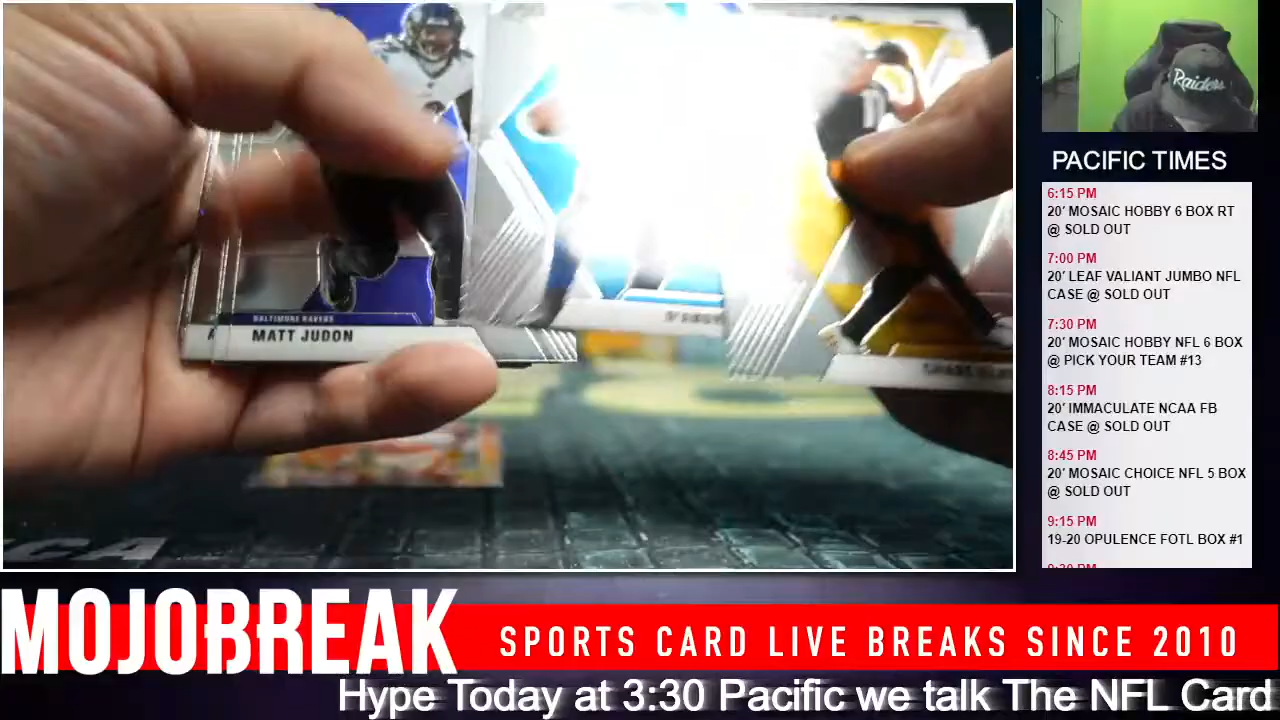 Raiders
BALTIMORE RAVENS
MATT JUDON
PACIFIC TIMES
6:15 PM
20' MOSAIC HOBBY 6 BOX RT
@ SOLD OUT
7:00 PM
20' LEAF VALIANT JUMBO NFL
CASE @ SOLD OUT
7:30 PM
20' MOSAIC HOBBY NFL 6 BOX
@ PICK YOUR TEAM #13
8:15 PM
20' IMMACULATE NCAA FB
CASE @ SOLD OUT
8:45 PM
20' MOSAIC CHOICE NFL 5 BOX
@ SOLD OUT
9:15 PM
19-20 OPULENCE FOTL BOX #1
MOJOBREAK
SPORTS CARD LIVE BREAKS SINCE 2010
Hype Today at 3:30 Pacific we talk The NFL Card